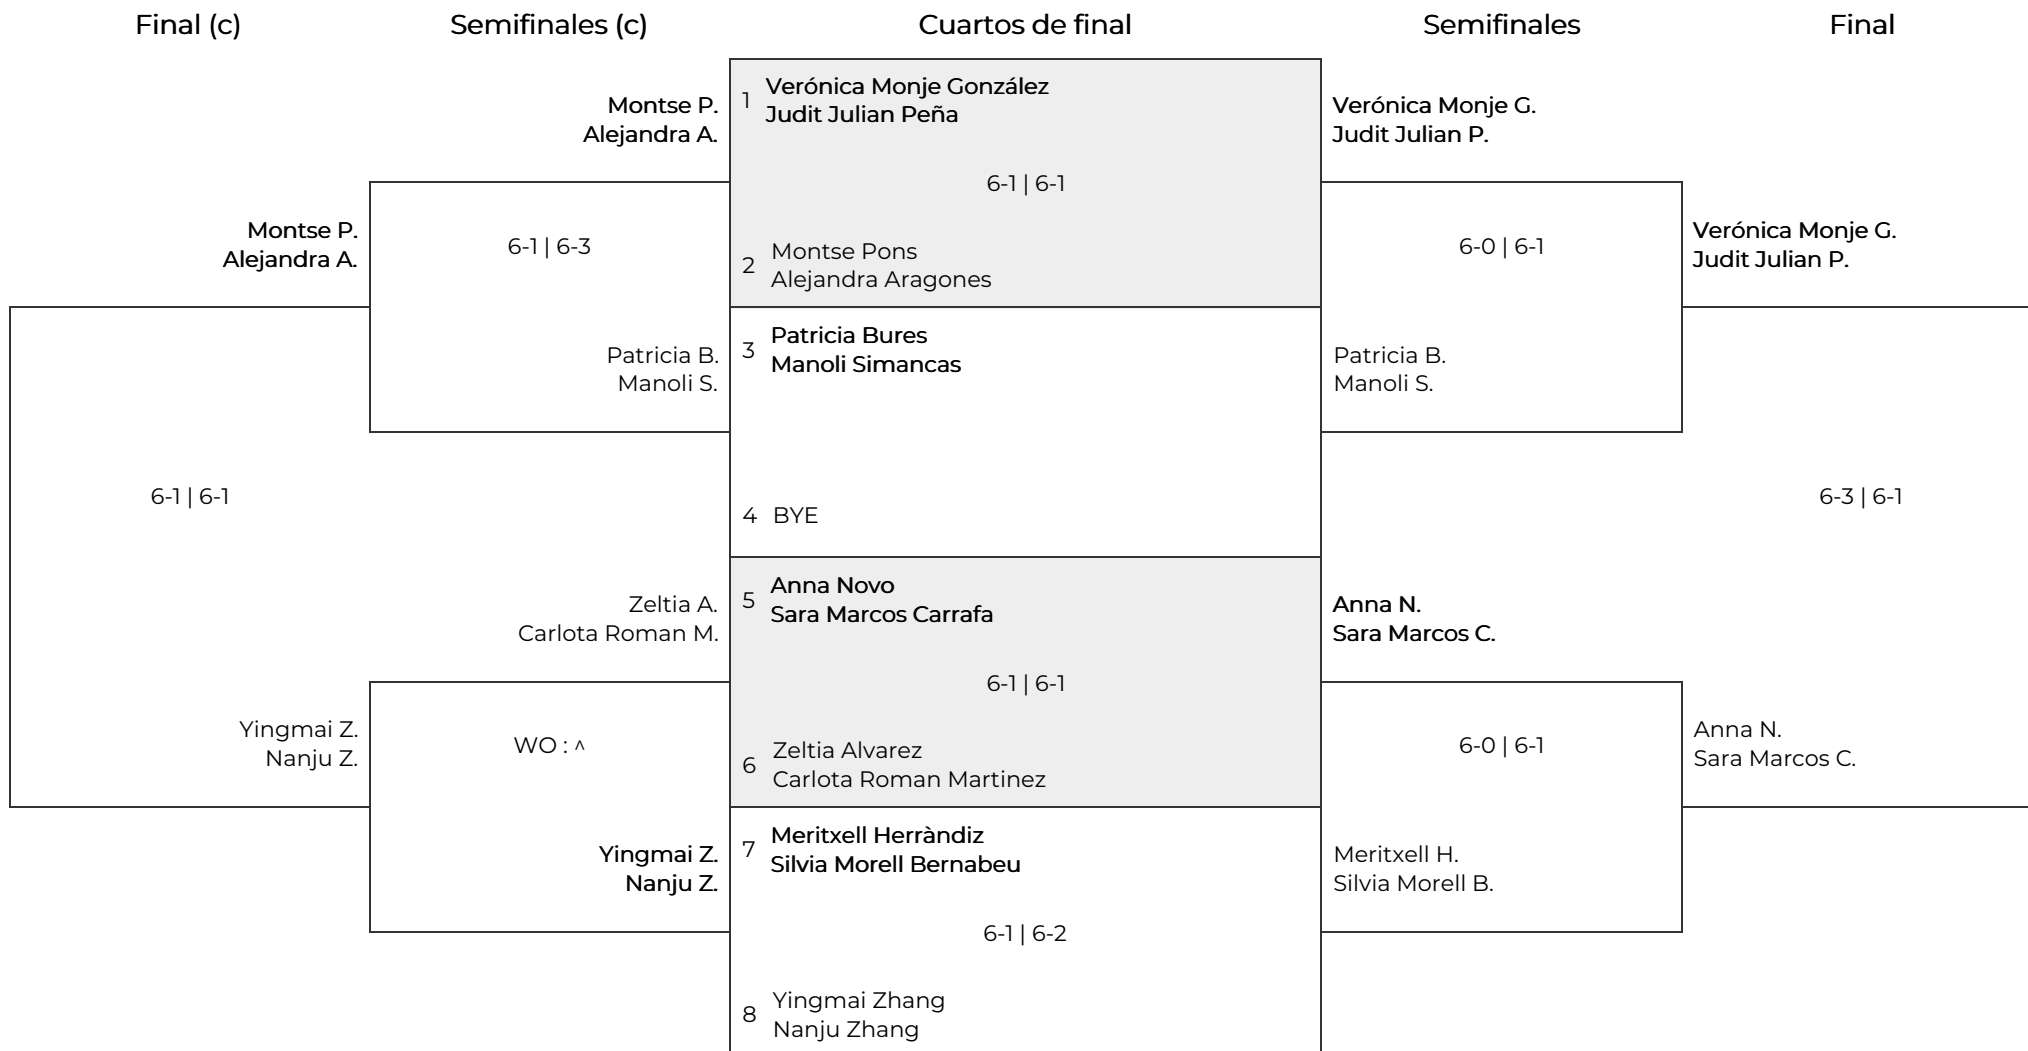 Final (c)
Semifinales (c)
Cuartos de final
Semifinales
Final
Montse P.
Alejandra A.
6-1 | 6-1
Yingmai Z.
Nanju Z.
Montse P.
Alejandra A.
6-1 | 6-3
Patricia B.
Manoli S.
Zeltia A.
Carlota Roman M.
WO : ^
Yingmai Z.
Nanju Z.
1 Verónica Monje González
Judit Julian Peña
6-1 | 6-1
2 Montse Pons
Alejandra Aragones
3 Patricia Bures
Manoli Simancas
4 BYE
5 Anna Novo
Sara Marcos Carrafa
6-1 | 6-1
6 Zeltia Alvarez
Carlota Roman Martinez
7 Meritxell Herràndiz
Silvia Morell Bernabeu
6-1 | 6-2
8 Yingmai Zhang
Nanju Zhang
Verónica Monje G.
Judit Julian P.
6-0 | 6-1
Patricia B.
Manoli S.
Anna N.
Sara Marcos C.
6-0 | 6-1
Meritxell H.
Silvia Morell B.
Verónica Monje G.
Judit Julian P.
6-3 | 6-1
Anna N.
Sara Marcos C.